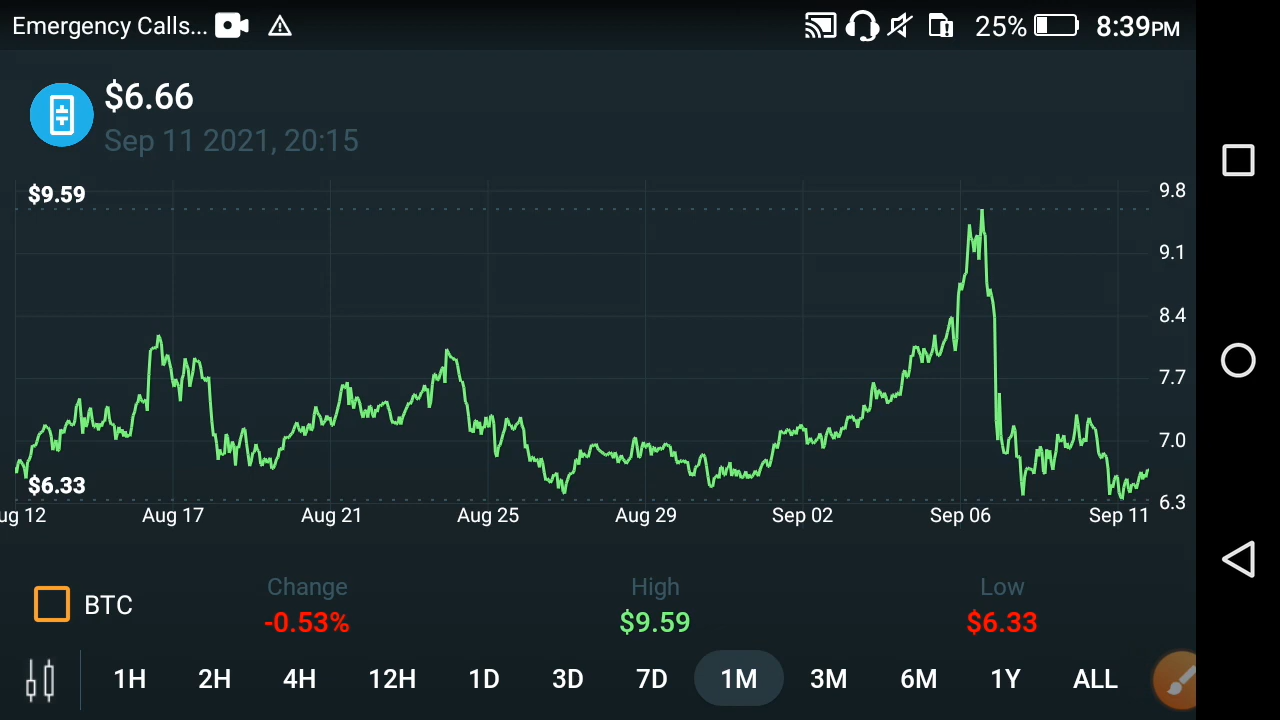 Emergency Calls... 25% 8:39PM
$6.66
Sep 11 2021, 20:15
$9.59
9.8
9.1
8.4
7.7
7.0
$6.33
6.3
ug 12 Aug 17 Aug 21 Aug 25 Aug 29 Sep 02 Sep 06 Sep 11
Change High Low
BTC -0.53% $9.59 $6.33
1H 2H 4H 12H 1D 3D 7D 1M 3M 6M 1Y ALL